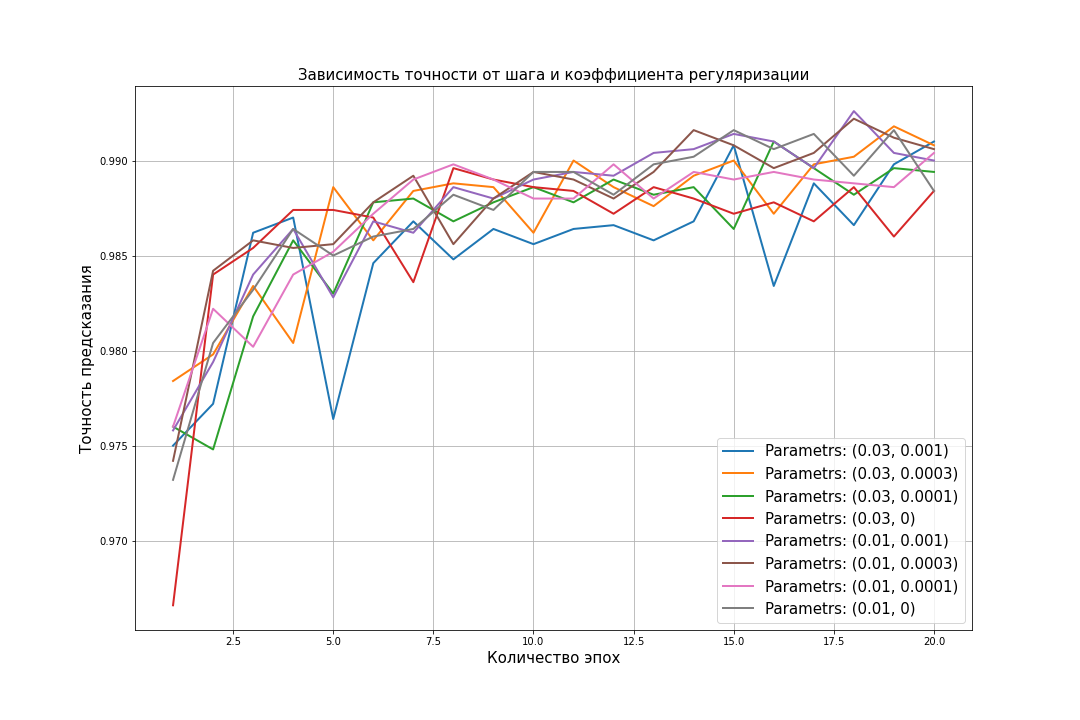 Зависимость точности от шага и коэффициента регуляризации
Точность предсказания
0.990
0.985
0.980
0.975
0.970
Parametrs: (0.03, 0.001)
Parametrs: (0.03, 0.0003)
Parametrs: (0.03, 0.0001)
Parametrs: (0.03, 0)
Parametrs: (0.01, 0.001)
Parametrs: (0.01, 0.0003)
Parametrs: (0.01, 0.0001)
Parametrs: (0.01, 0)
2.5 5.0 7.5 10.0 12.5 15.0 17.5 20.0
Количество эпох